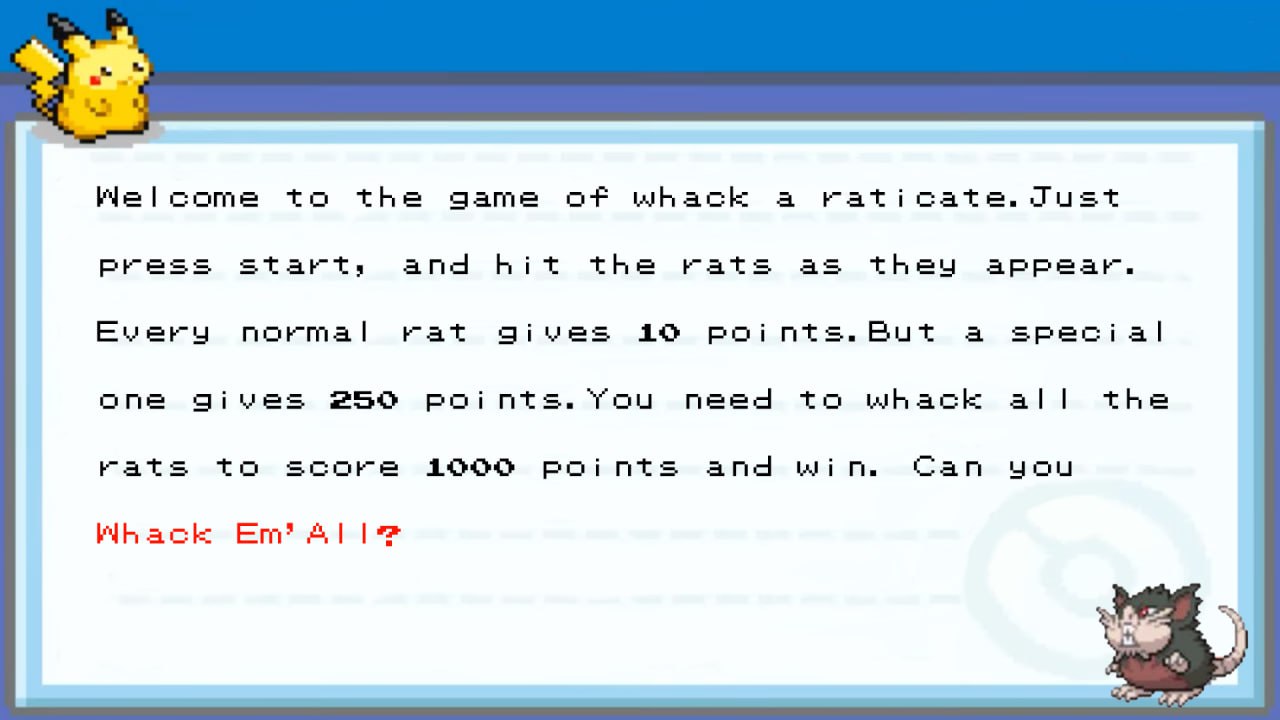 Welcome to the game of whack a raticate.Just
press start, and hit the rats as they appear.
Every normal rat gives 10 points.But a special
one gives 250 points.You need to whack all the
rats to score 1000 points and win. Can you
Whack Em'All?